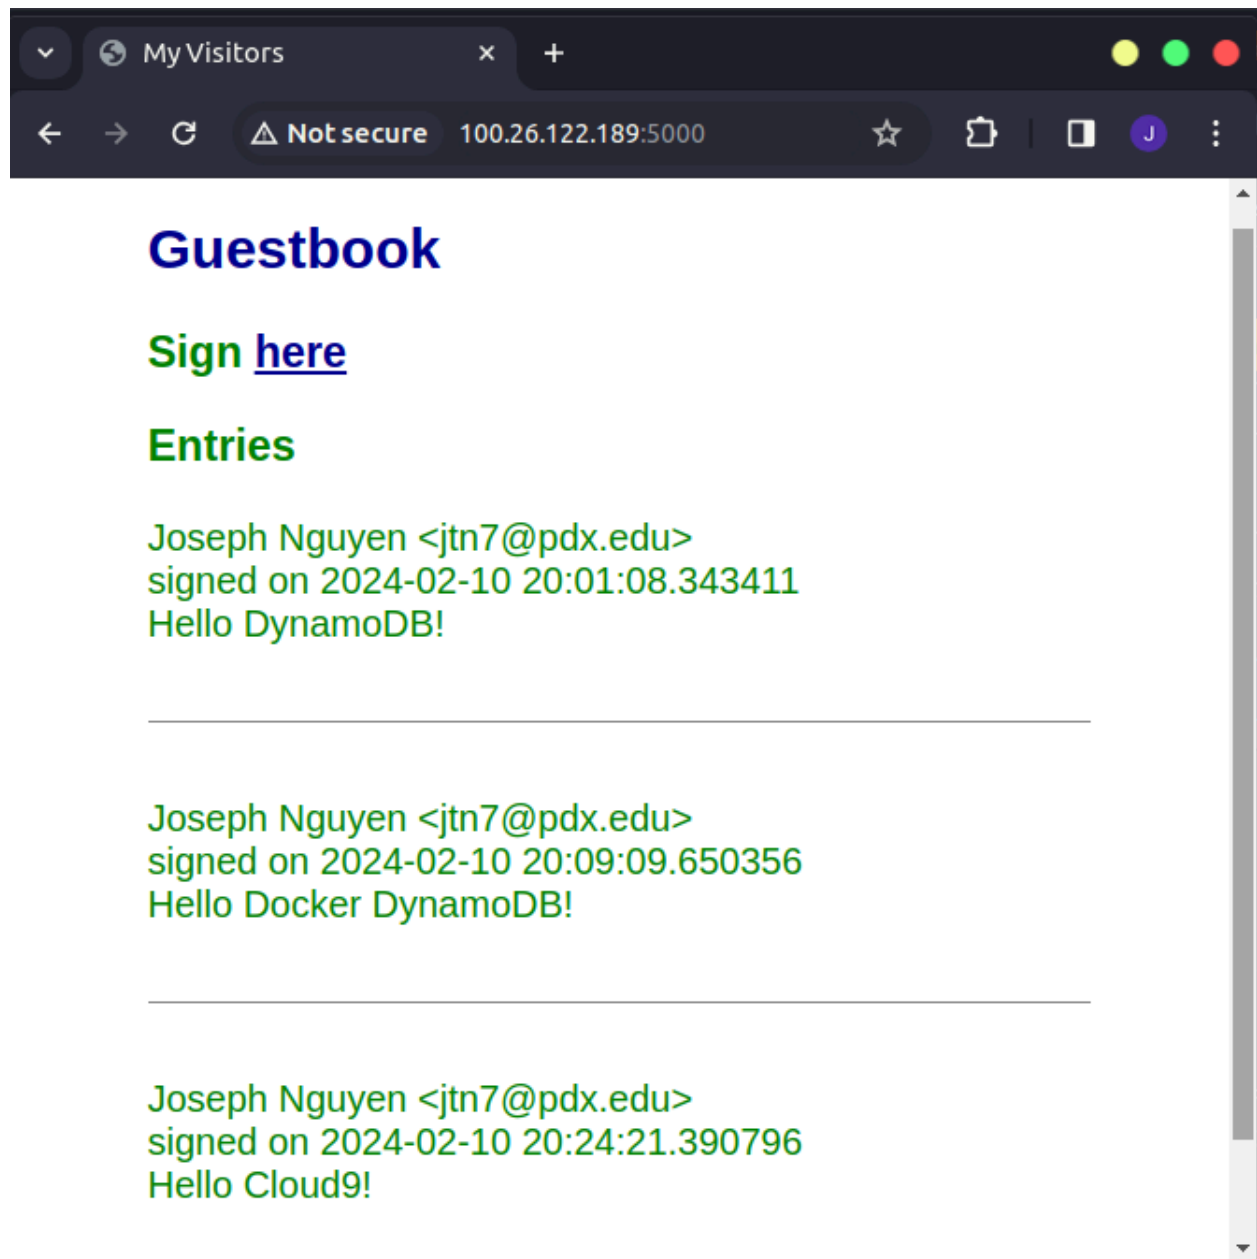 My Visitors
Not secure 100.26.122.189:5000
J
Guestbook
Sign here
Entries
Joseph Nguyen <jtn7@pdx.edu>
signed on 2024-02-10 20:01:08.343411
Hello DynamoDB!
Joseph Nguyen <jtn7@pdx.edu>
signed on 2024-02-10 20:09:09.650356
Hello Docker DynamoDB!
Joseph Nguyen <jtn7@pdx.edu>
signed on 2024-02-10 20:24:21.390796
Hello Cloud9!